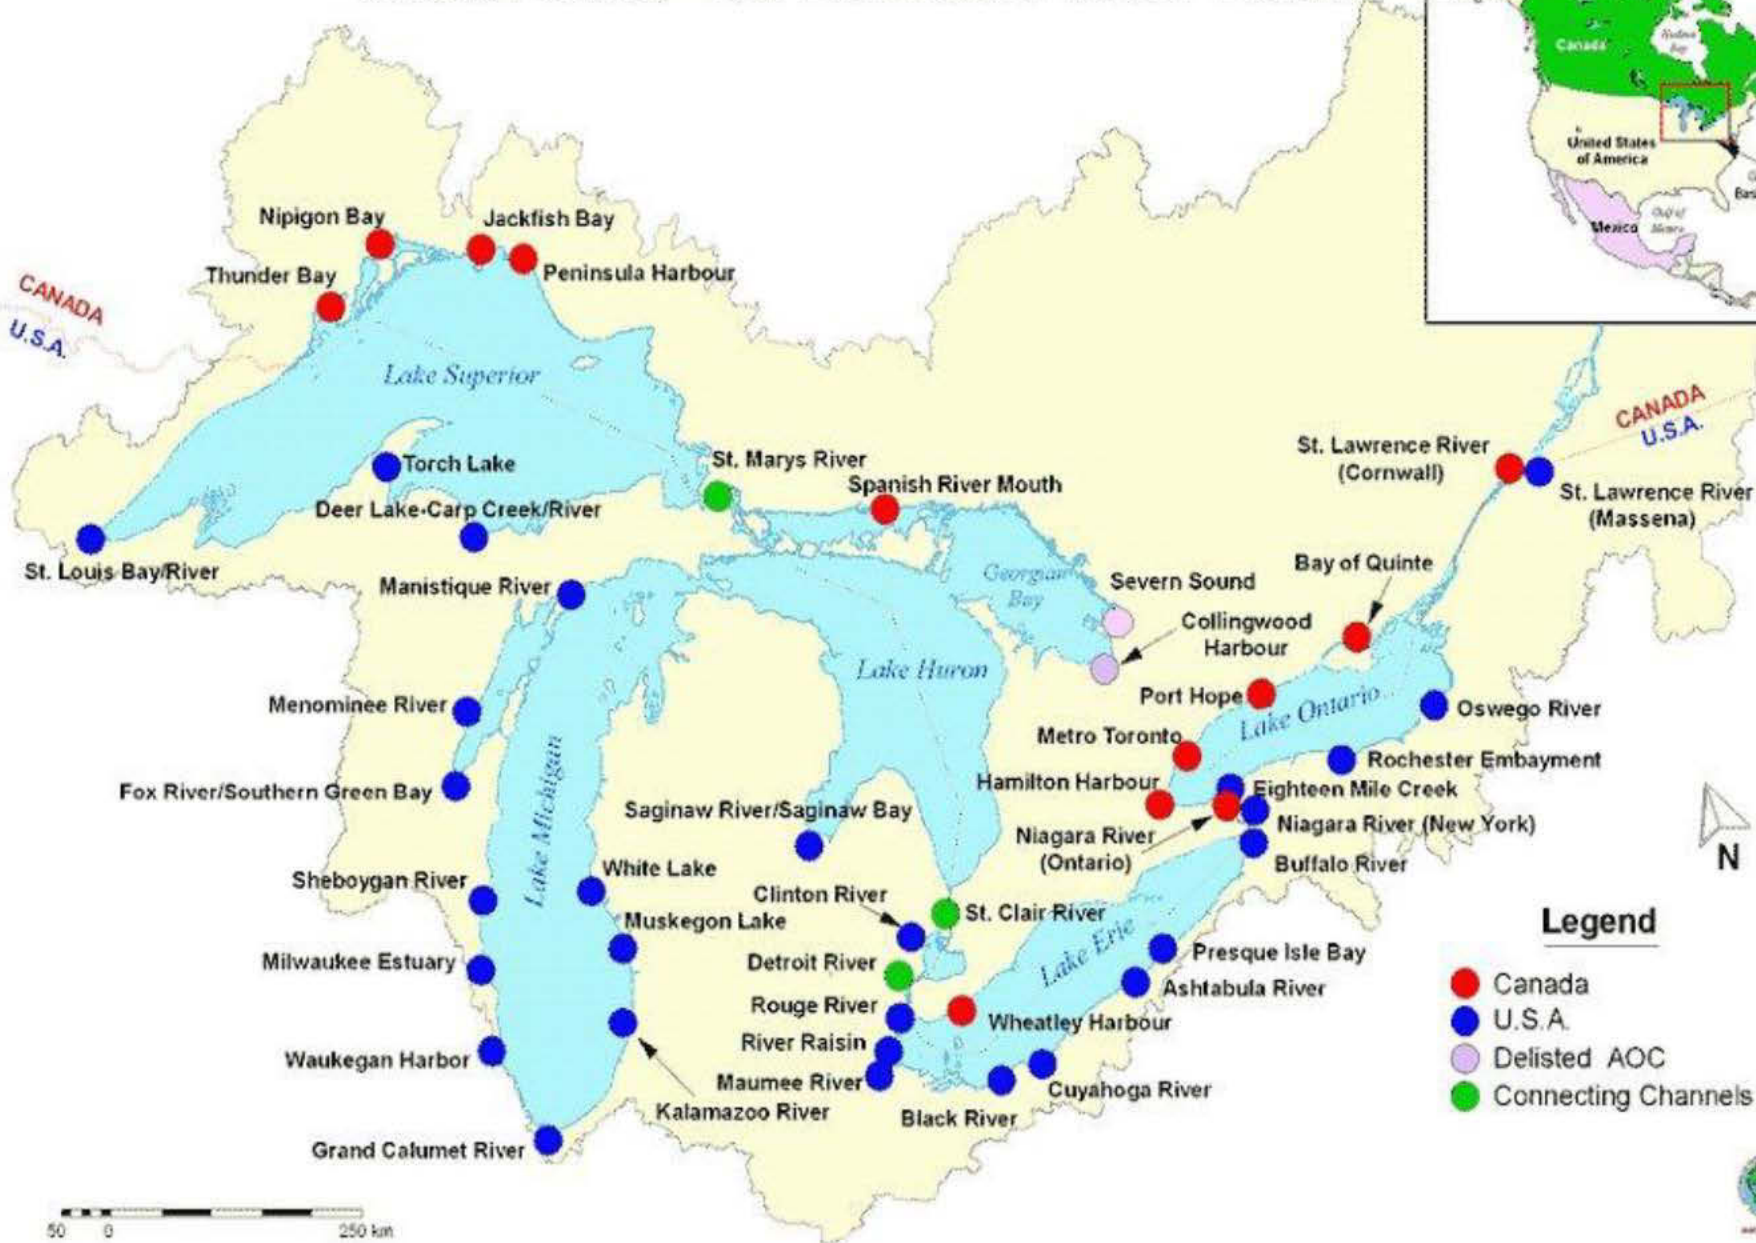 Canada
Hudson
Bay
United States
of America
Gulf of
Mexico
Mexico
Nipigon Bay
Jackfish Bay
Thunder Bay
Peninsula Harbour
CANADA
U.S.A.
Lake Superior
CANADA
U.S.A.
St. Lawrence River
(Cornwall)
St. Lawrence River
(Massena)
Torch Lake
St. Marys River
Spanish River Mouth
Deer Lake-Carp Creek/River
St. Louis Bay/River
Manistique River
Georgian
Bay
Severn Sound
Bay of Quinte
Collingwood
Harbour
Lake Huron
Port Hope
Lake Ontario
Menominee River
Oswego River
Metro Toronto
Rochester Embayment
Fox River/Southern Green Bay
Lake Michigan
Hamilton Harbour
Eighteen Mile Creek
Saginaw River/Saginaw Bay
Niagara River
(Ontario)
Niagara River (New York)
Buffalo River
N
Sheboygan River
White Lake
Clinton River
St. Clair River
Muskegon Lake
Lake Erie
Milwaukee Estuary
Detroit River
Presque Isle Bay
Ashtabula River
Rouge River
Wheatley Harbour
River Raisin
Waukegan Harbor
Maumee River
Cuyahoga River
Kalamazoo River
Black River
Grand Calumet River
Legend
Canada
U.S.A.
Delisted AOC
Connecting Channels
50 0 250 km